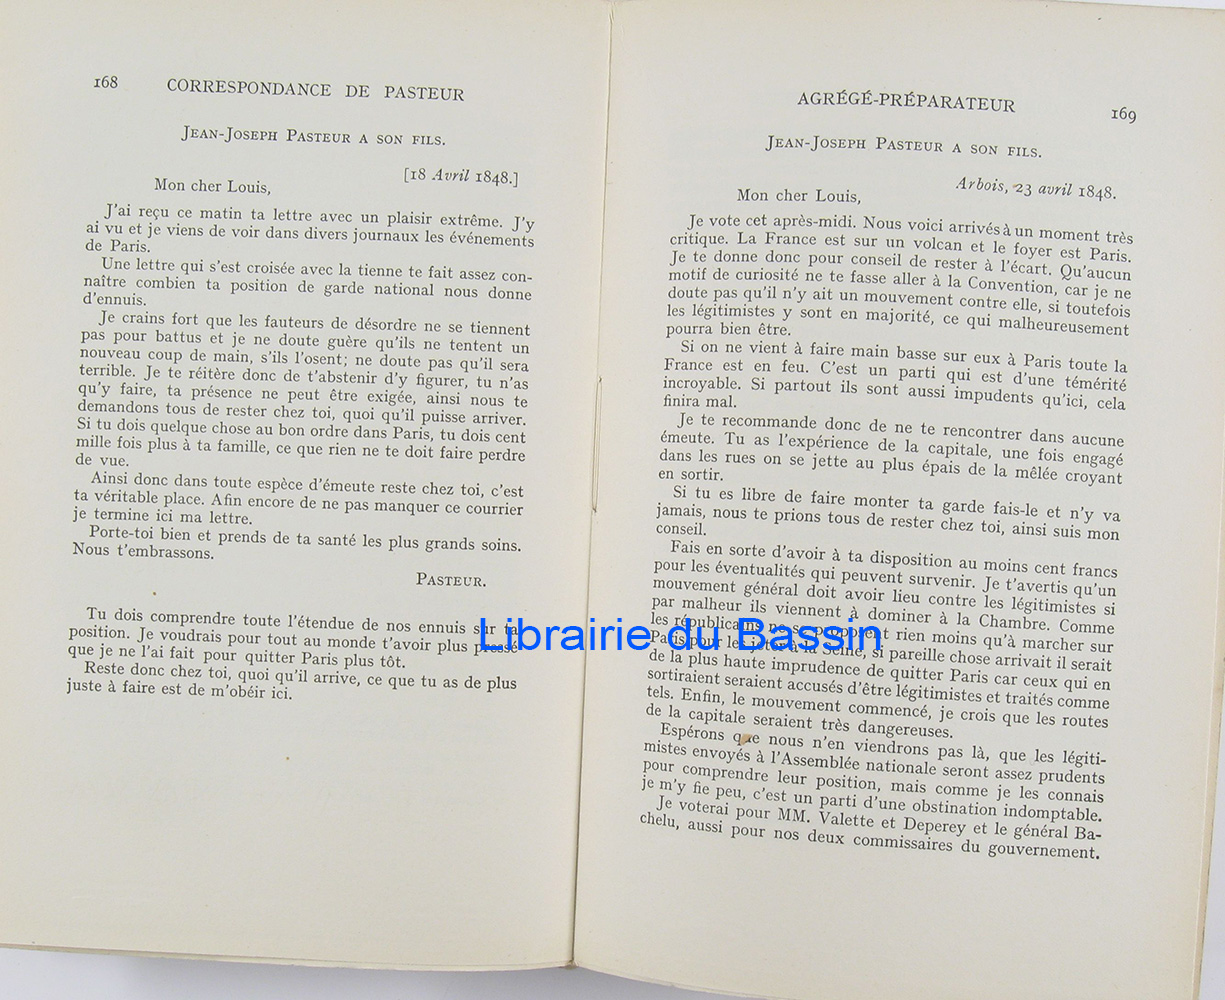 168 CORRESPONDANCE DE PASTEUR
JEAN-JOSEPH PASTEUR A SON FILS.
[18 Avril 1848.]
Mon cher Louis,
J'ai reçu ce matin ta lettre avec un plaisir extrême. J'y
ai vu et je viens de voir dans divers journaux les événements
de Paris.
Une lettre qui s'est croisée avec la tienne te fait assez con-
naître combien ta position de garde national nous donne
d'ennuis.
Je crains fort que les fauteurs de désordre ne se tiennent
pas pour battus et je ne doute guère qu'ils ne tentent un
nouveau coup de main, s'ils l'osent; ne doute pas qu'il sera
terrible. Je te réitère donc de t'abstenir d'y figurer, tu n'as
qu'y faire, ta présence ne peut être exigée, ainsi nous te
demandons tous de rester chez toi, quoi qu'il puisse arriver.
Si tu dois quelque chose au bon ordre dans Paris, tu dois cent
mille fois plus à ta famille, ce que rien ne te doit faire perdre
de vue.
Ainsi donc dans toute espèce d'émeute reste chez toi, c'est
ta véritable place. Afin encore de ne pas manquer ce courrier
je termine ici ma lettre.
Porte-toi bien et prends de ta santé les plus grands soins.
Nous t'embrassons.
PASTEUR.
Tu dois comprendre toute l'étendue de nos ennuis sur ta
position. Je voudrais pour tout au monde t'avoir plus pressé
que je ne l'ai fait pour quitter Paris plus tôt.
Reste donc chez toi, quoi qu'il arrive, ce que tu as de plus
juste à faire est de m'obéir ici.
AGRÉGÉ-PRÉPARATEUR 169
JEAN-JOSEPH PASTEUR A SON FILS.
Arbois, 23 avril 1848.
Mon cher Louis,
Je vote cet après-midi. Nous voici arrivés à un moment très
critique. La France est sur un volcan et le foyer est Paris.
Je te donne donc pour conseil de rester à l'écart. Qu'aucun
motif de curiosité ne te fasse aller à la Convention, car je ne
doute pas qu'il n'y ait un mouvement contre elle, si toutefois
les légitimistes y sont en majorité, ce qui malheureusement
pourra bien être.
Si on ne vient à faire main basse sur eux à Paris toute la
France est en feu. C'est un parti qui est d'une témérité
incroyable. Si partout ils sont aussi impudents qu'ici, cela
finira mal.
Je te recommande donc de ne te rencontrer dans aucune
émeute. Tu as l'expérience de la capitale, une fois engagé
dans les rues on se jette au plus épais de la mêlée croyant
en sortir.
Si tu es libre de faire monter ta garde fais-le et n'y va
jamais, nous te prions tous de rester chez toi, ainsi suis mon
conseil.
Fais en sorte d'avoir à ta disposition au moins cent francs
pour les éventualités qui peuvent survenir. Je t'avertis qu'un
mouvement général doit avoir lieu contre les légitimistes si
par malheur ils viennent à dominer à la Chambre. Comme
les républicains ne se proposent rien moins qu'à marcher sur
Paris pour les jeter à la Seine, si pareille chose arrivait il serait
de la plus haute imprudence de quitter Paris car ceux qui en
sortiraient seraient accusés d'être légitimistes et traités comme
tels. Enfin, le mouvement commencé, je crois que les routes
de la capitale seraient très dangereuses.
Espérons que nous n'en viendrons pas là, que les légiti-
mistes envoyés à l'Assemblée nationale seront assez prudents
pour comprendre leur position, mais comme je les connais
je m'y fie peu, c'est un parti d'une obstination indomptable.
Je voterai pour MM. Valette et Deperey et le général Ba-
chelu, aussi pour nos deux commissaires du gouvernement.
Librairie du Bassin